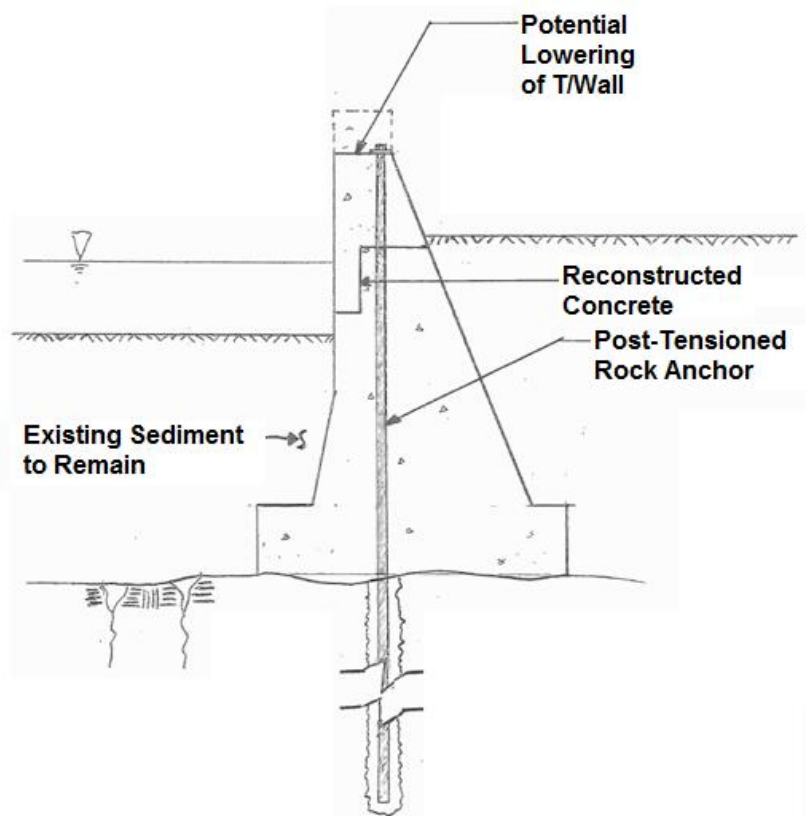 Potential
Lowering
of T/Wall
Reconstructed
Concrete
Post-Tensioned
Rock Anchor
Existing Sediment
to Remain